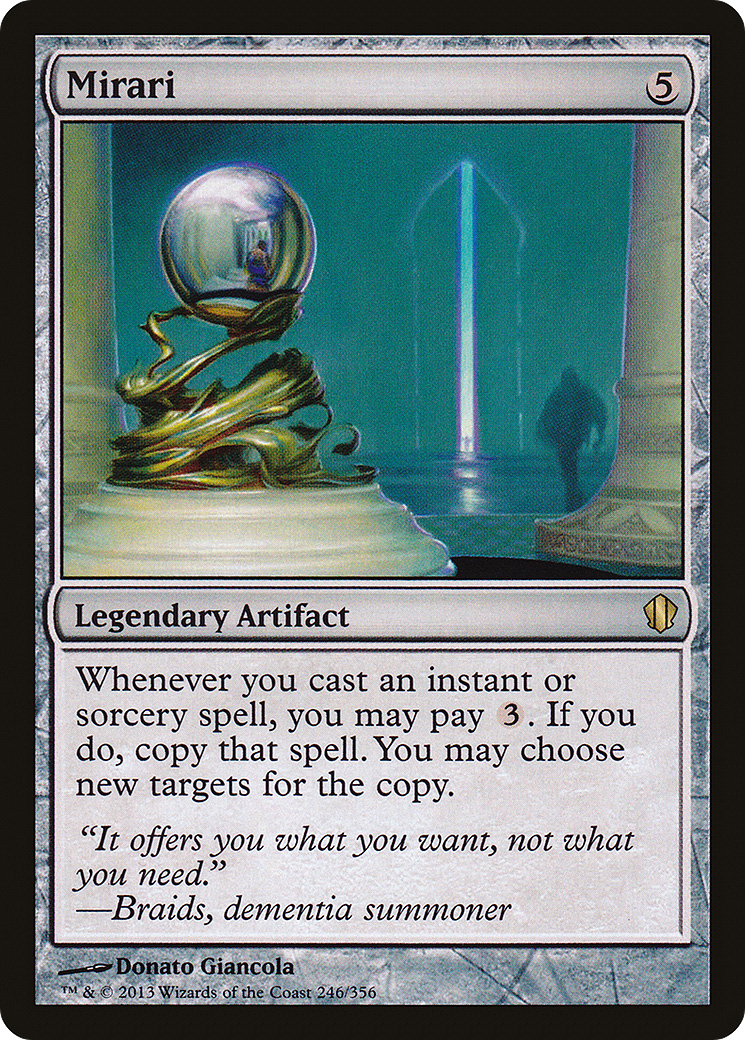 Mirari 5
Legendary Artifact
Whenever you cast an instant or
sorcery spell, you may pay 3. If you
do, copy that spell. You may choose
new targets for the copy.
“It offers you what you want, not what
you need.”
—Braids, dementia summoner
Donato Giancola
™ & © 2013 Wizards of the Coast 246/356